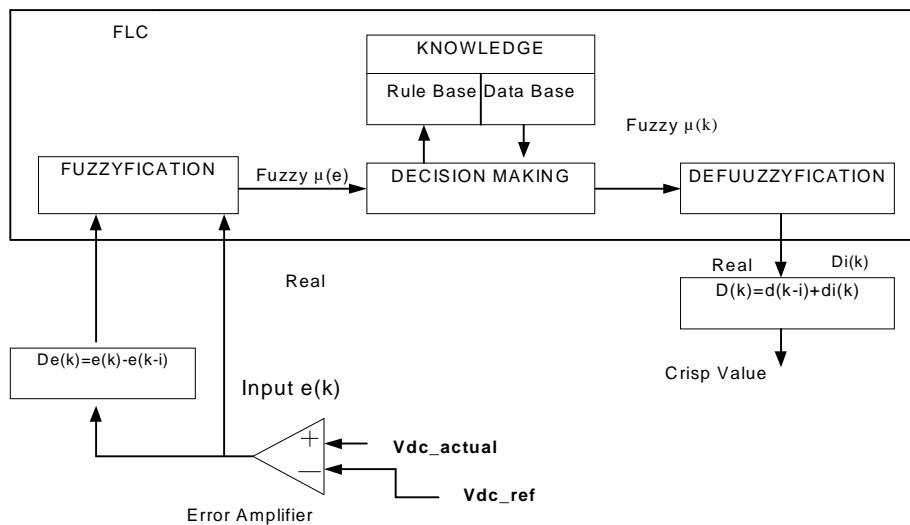 FLC
KNOWLEDGE
Rule Base
Data Base
Fuzzy µ(k)
FUZZYFICATION
Fuzzy µ(e)
DECISION MAKING
DEFUUZZYFICATION
Real
Real
Di(k)
D(k)=d(k-i)+di(k)
De(k)=e(k)-e(k-i)
Crisp Value
Input e(k)
+
Vdc_actual
—
Vdc_ref
Error Amplifier